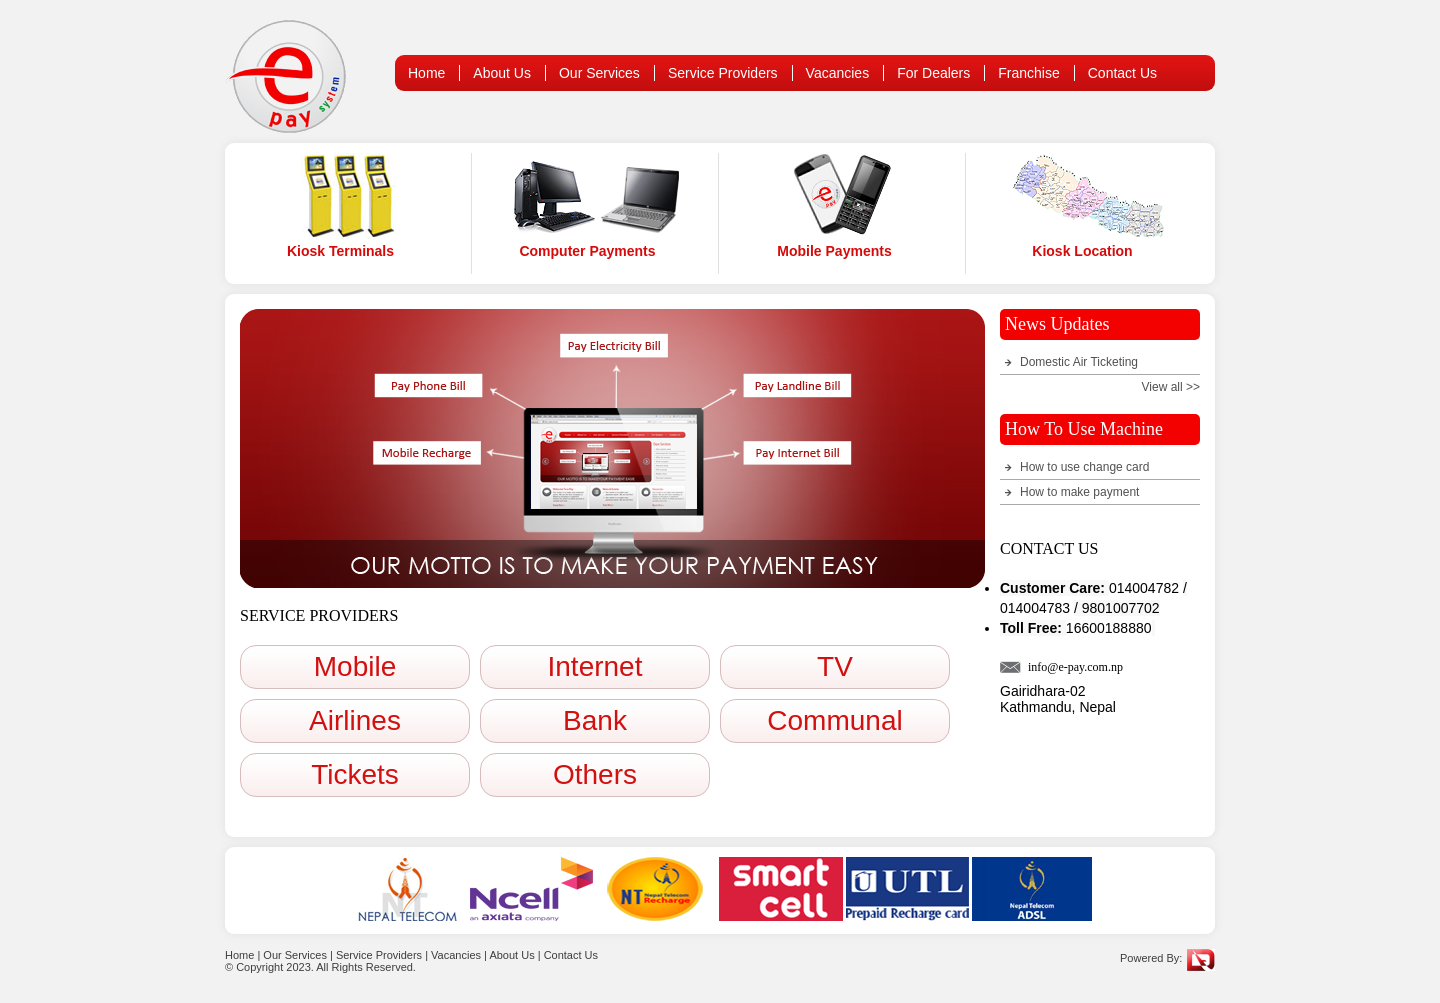 e
pay
system
Home
About Us
Our Services
Service Providers
Vacancies
For Dealers
Franchise
Contact Us
Kiosk Terminals
Computer Payments
Mobile Payments
Kiosk Location
Pay Electricity Bill
Pay Phone Bill
Pay Landline Bill
Mobile Recharge
Pay Internet Bill
OUR MOTTO IS TO MAKE YOUR PAYMENT EASY
News Updates
Domestic Air Ticketing
View all >>
How To Use Machine
How to use change card
How to make payment
CONTACT US
Customer Care: 014004782 /
014004783 / 9801007702
Toll Free: 16600188880
info@e-pay.com.np
Gairidhara-02
Kathmandu, Nepal
SERVICE PROVIDERS
Mobile
Internet
TV
Airlines
Bank
Communal
Tickets
Others
NT
NEPAL TELECOM
Ncell
an axiata company
NT Nepal Telecom
Recharge
smart
cell
UTL
Prepaid Recharge card
Nepal Telecom
ADSL
Home | Our Services | Service Providers | Vacancies | About Us | Contact Us
© Copyright 2023. All Rights Reserved.
Powered By: